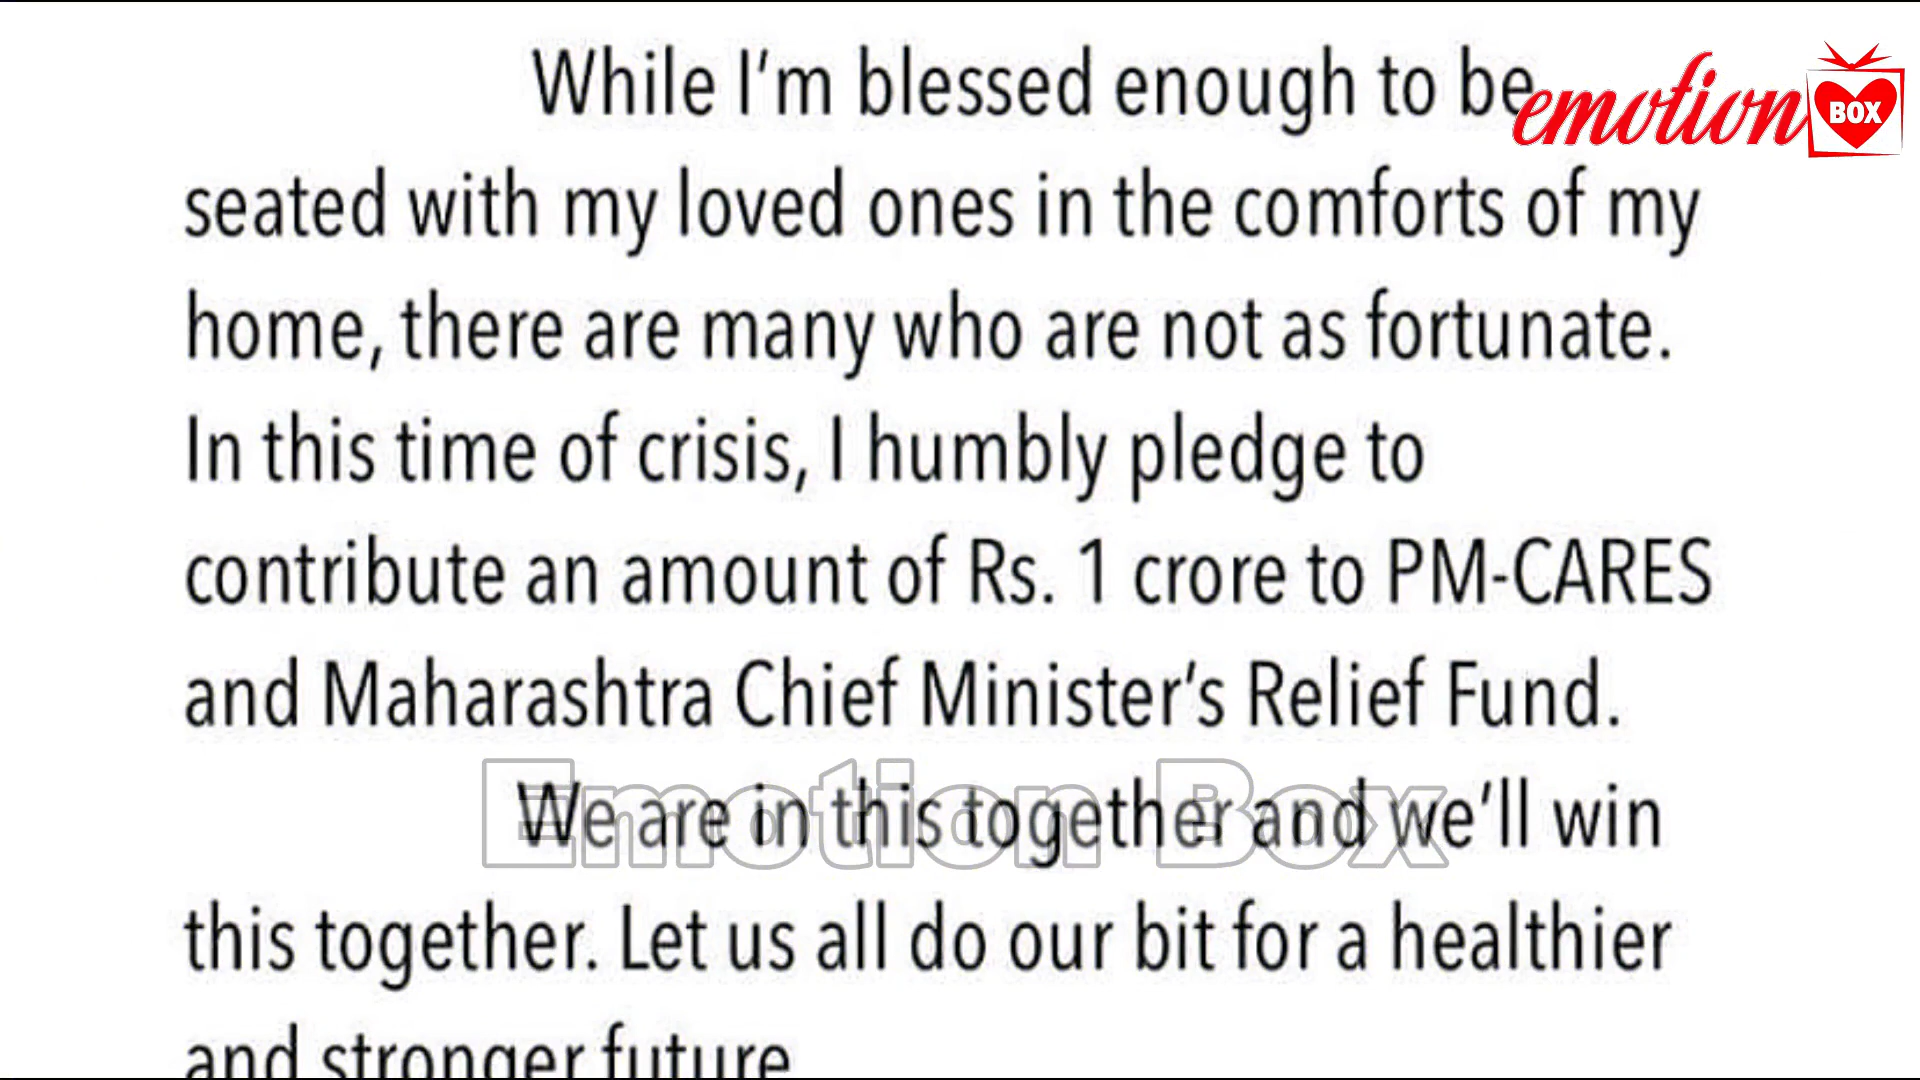 While I’m blessed enough to be
emotion BOX
seated with my loved ones in the comforts of my
home, there are many who are not as fortunate.
In this time of crisis, I humbly pledge to
contribute an amount of Rs. 1 crore to PM-CARES
and Maharashtra Chief Minister’s Relief Fund.
Emotion Box
We are in this together and we’ll win
this together. Let us all do our bit for a healthier
and stronger future